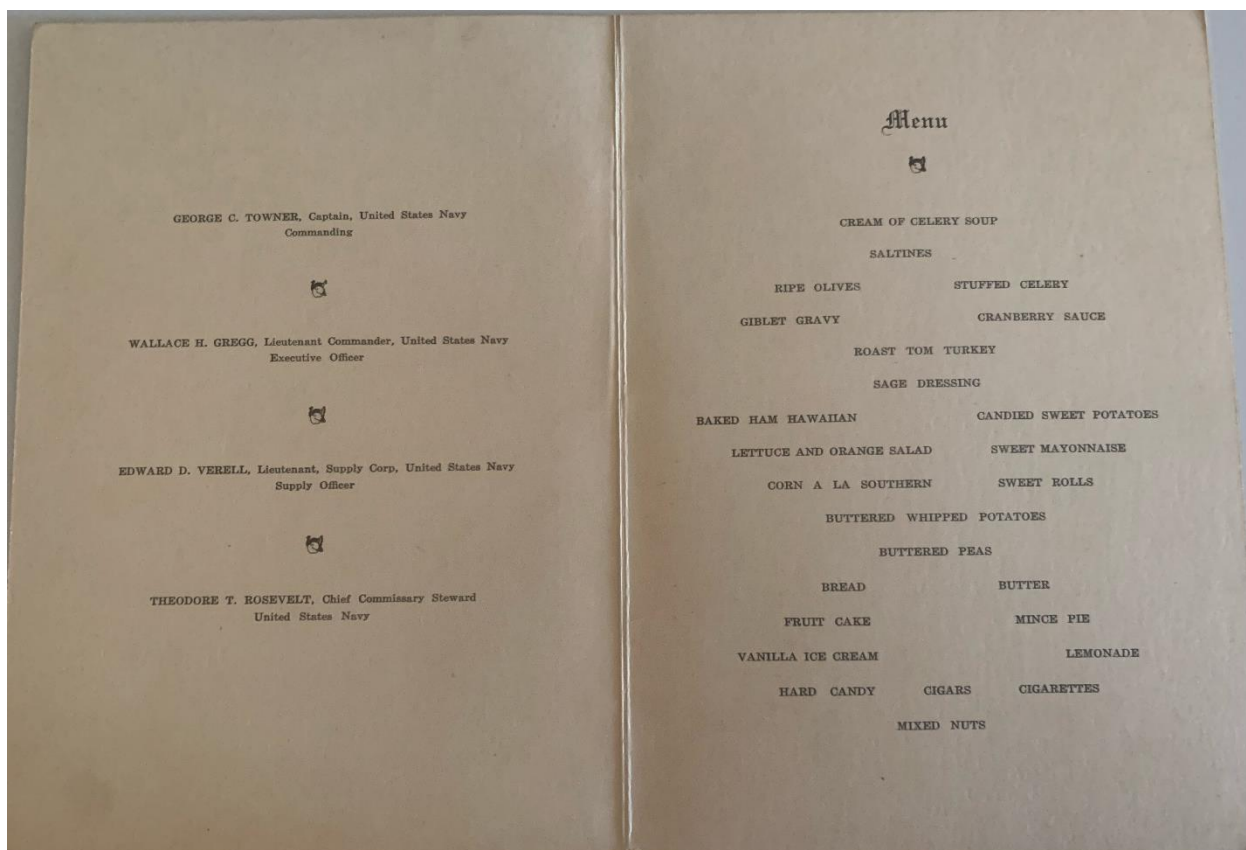 GEORGE C. TOWNER, Captain, United States Navy
Commanding
WALLACE H. GREGG, Lieutenant Commander, United States Navy
Executive Officer
EDWARD D. VERELL, Lieutenant, Supply Corp, United States Navy
Supply Officer
THEODORE T. ROSEVELT, Chief Commissary Steward
United States Navy
Menu
CREAM OF CELERY SOUP
SALTINES
RIPE OLIVES STUFFED CELERY
GIBLET GRAVY CRANBERRY SAUCE
ROAST TOM TURKEY
SAGE DRESSING
BAKED HAM HAWAIIAN CANDIED SWEET POTATOES
LETTUCE AND ORANGE SALAD SWEET MAYONNAISE
CORN A LA SOUTHERN SWEET ROLLS
BUTTERED WHIPPED POTATOES
BUTTERED PEAS
BREAD BUTTER
FRUIT CAKE MINCE PIE
VANILLA ICE CREAM LEMONADE
HARD CANDY CIGARS CIGARETTES
MIXED NUTS